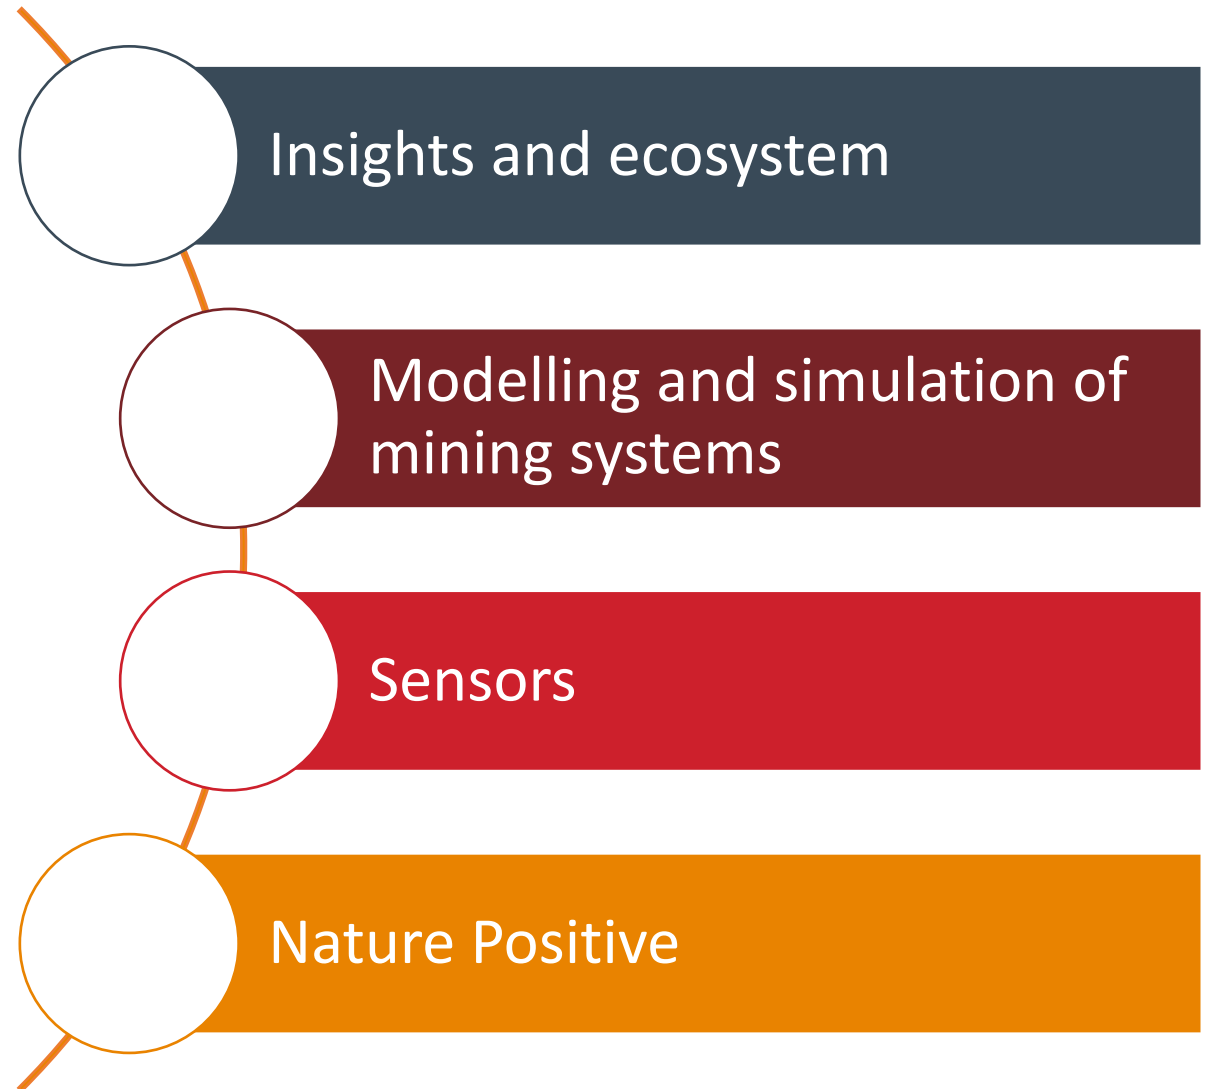 Insights and ecosystem
Modelling and simulation of
mining systems
Sensors
Nature Positive